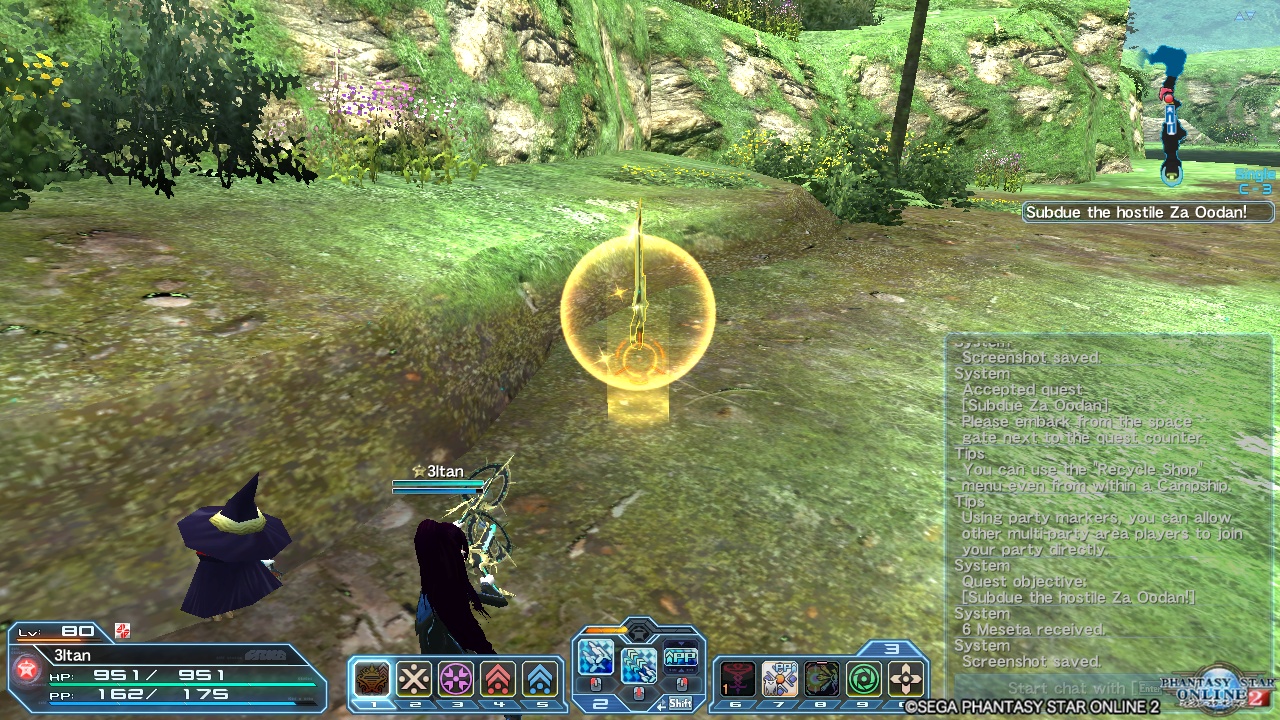 Single
C - 3
Subdue the hostile Za Oodan!
System
Screenshot saved.
System
Accepted quest.
[Subdue Za Oodan]
Please embark from the space
gate next to the quest counter.
Tips
You can use the "Recycle Shop"
menu even from within a Campship.
Tips
Using party markers, you can allow
other multi-party area players to join
your party directly.
System
Quest objective:
[Subdue the hostile Za Oodan!]
System
6 Meseta received.
System
Screenshot saved.
Start chat with [Enter
☆3ltan
Lv: 80
3ltan
HP: 951/ 951
PP: 162/ 175
1 2 3 4 5
2
APP
Shift
3
1
6 7 8 9
PHANTASY STAR
ONLINE 2
©SEGA PHANTASY STAR ONLINE 2